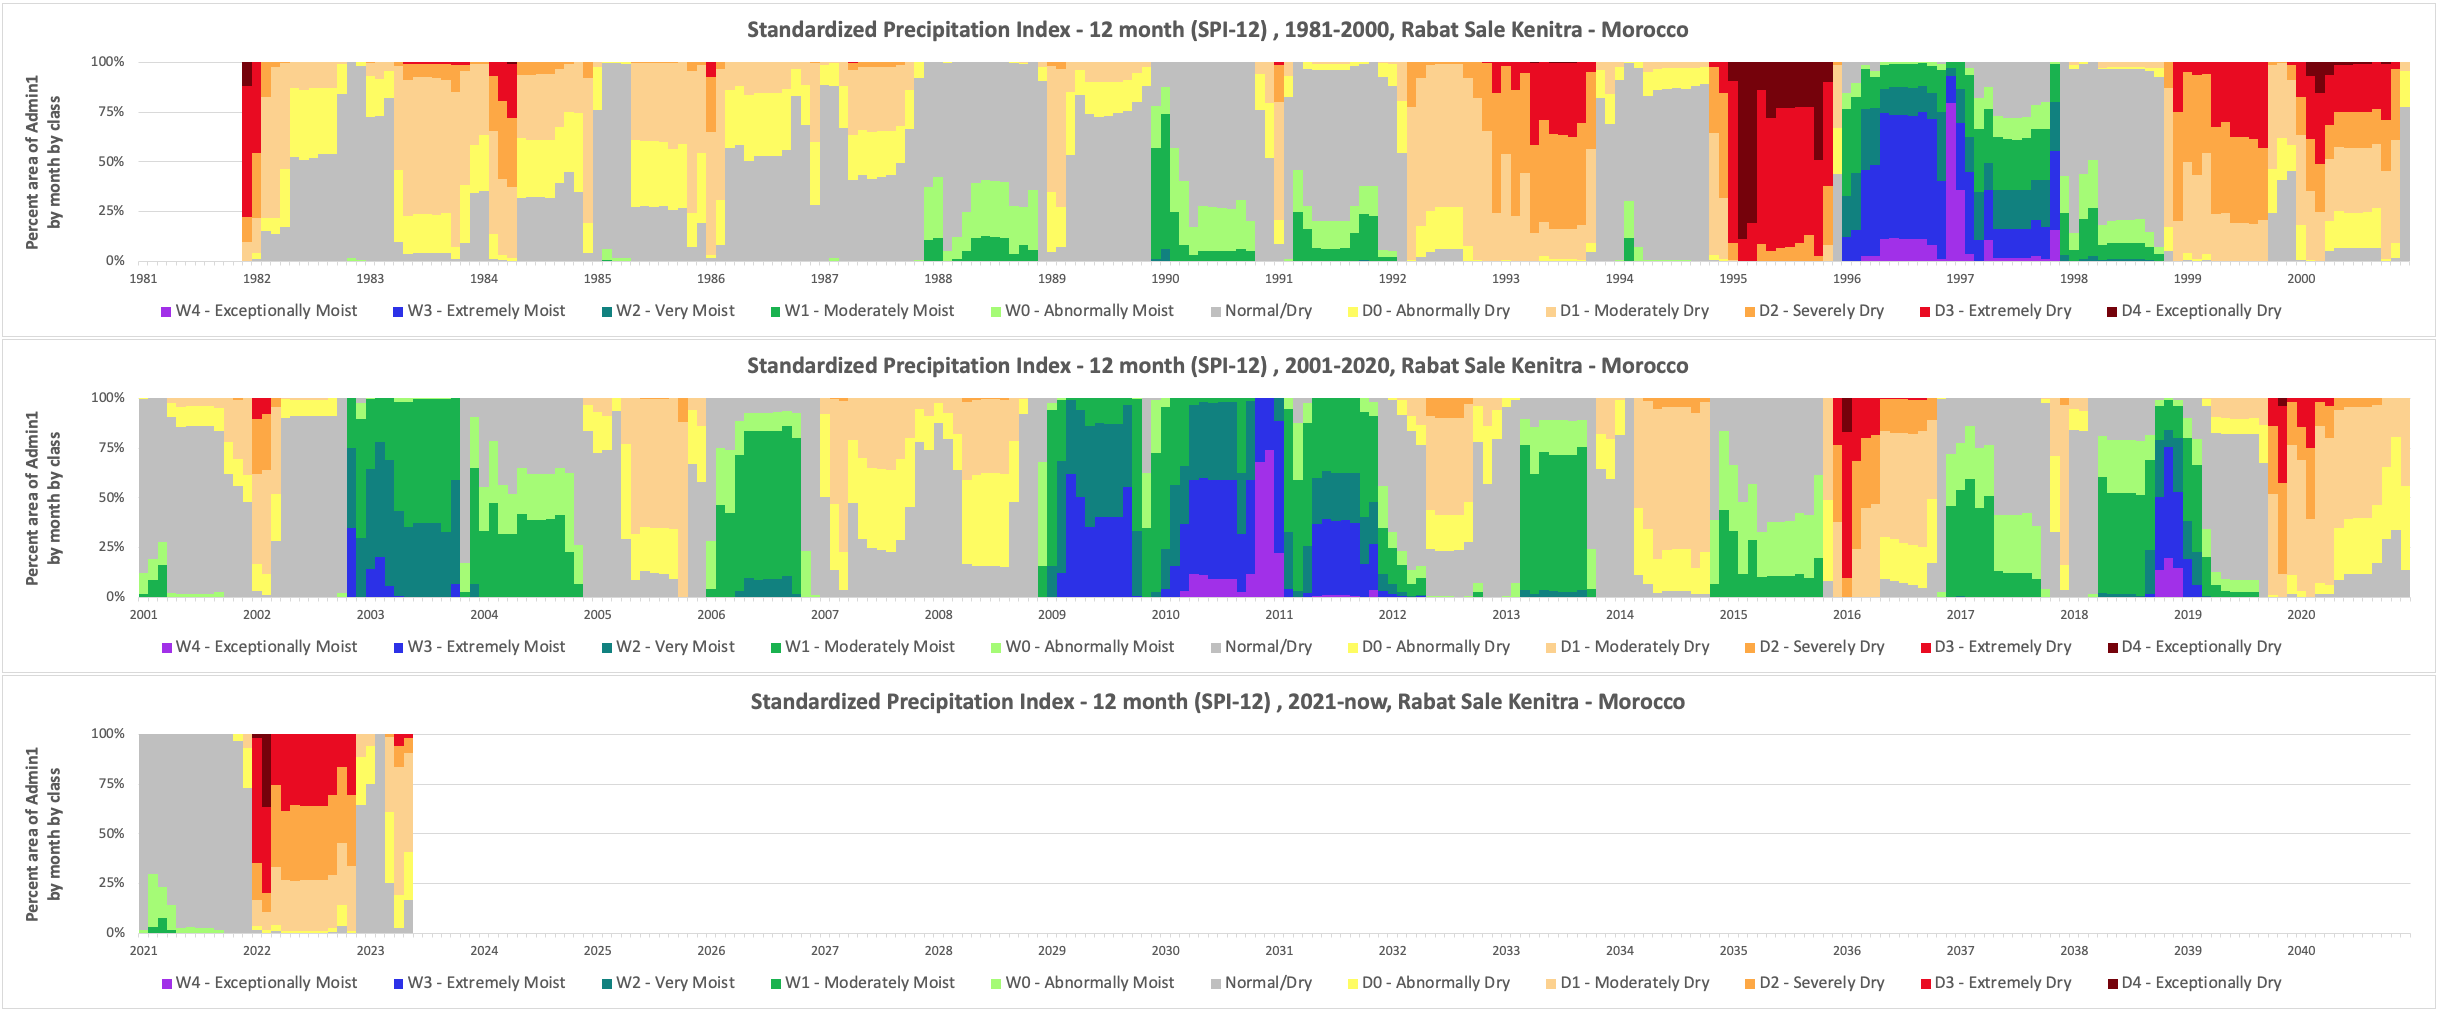 Standardized Precipitation Index - 12 month (SPI-12) , 1981-2000, Rabat Sale Kenitra - Morocco
Percent area of Admin1
by month by class
100%
75%
50%
25%
0%
1981 1982 1983 1984 1985 1986 1987 1988 1989 1990 1991 1992 1993 1994 1995 1996 1997 1998 1999 2000
W4 - Exceptionally Moist W3 - Extremely Moist W2 - Very Moist W1 - Moderately Moist W0 - Abnormally Moist Normal/Dry D0 - Abnormally Dry D1 - Moderately Dry D2 - Severely Dry D3 - Extremely Dry D4 - Exceptionally Dry
Standardized Precipitation Index - 12 month (SPI-12) , 2001-2020, Rabat Sale Kenitra - Morocco
Percent area of Admin1
by month by class
100%
75%
50%
25%
0%
2001 2002 2003 2004 2005 2006 2007 2008 2009 2010 2011 2012 2013 2014 2015 2016 2017 2018 2019 2020
W4 - Exceptionally Moist W3 - Extremely Moist W2 - Very Moist W1 - Moderately Moist W0 - Abnormally Moist Normal/Dry D0 - Abnormally Dry D1 - Moderately Dry D2 - Severely Dry D3 - Extremely Dry D4 - Exceptionally Dry
Standardized Precipitation Index - 12 month (SPI-12) , 2021-now, Rabat Sale Kenitra - Morocco
Percent area of Admin1
by month by class
100%
75%
50%
25%
0%
2021 2022 2023 2024 2025 2026 2027 2028 2029 2030 2031 2032 2033 2034 2035 2036 2037 2038 2039 2040
W4 - Exceptionally Moist W3 - Extremely Moist W2 - Very Moist W1 - Moderately Moist W0 - Abnormally Moist Normal/Dry D0 - Abnormally Dry D1 - Moderately Dry D2 - Severely Dry D3 - Extremely Dry D4 - Exceptionally Dry